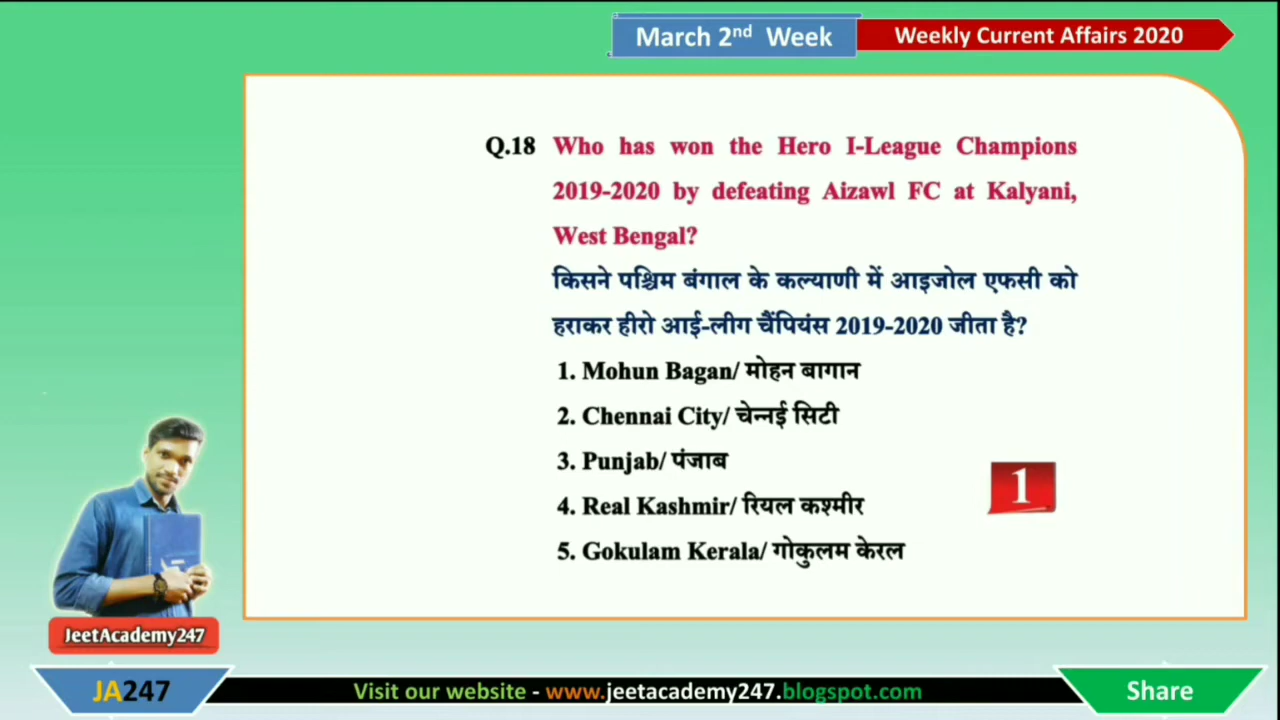 March 2nd Week
Weekly Current Affairs 2020
Q.18 Who has won the Hero I-League Champions
2019-2020 by defeating Aizawl FC at Kalyani,
West Bengal?
किसने पश्चिम बंगाल के कल्याणी में आइजोल एफसी को
हराकर हीरो आई-लीग चैंपियंस 2019-2020 जीता है?
1. Mohun Bagan/ मोहन बागान
2. Chennai City/ चेन्नई सिटी
3. Punjab/ पंजाब
4. Real Kashmir/ रियल कश्मीर
5. Gokulam Kerala/ गोकुलम केरल
1
JeetAcademy247
JA247
Visit our website - www.jeetacademy247.blogspot.com
Share